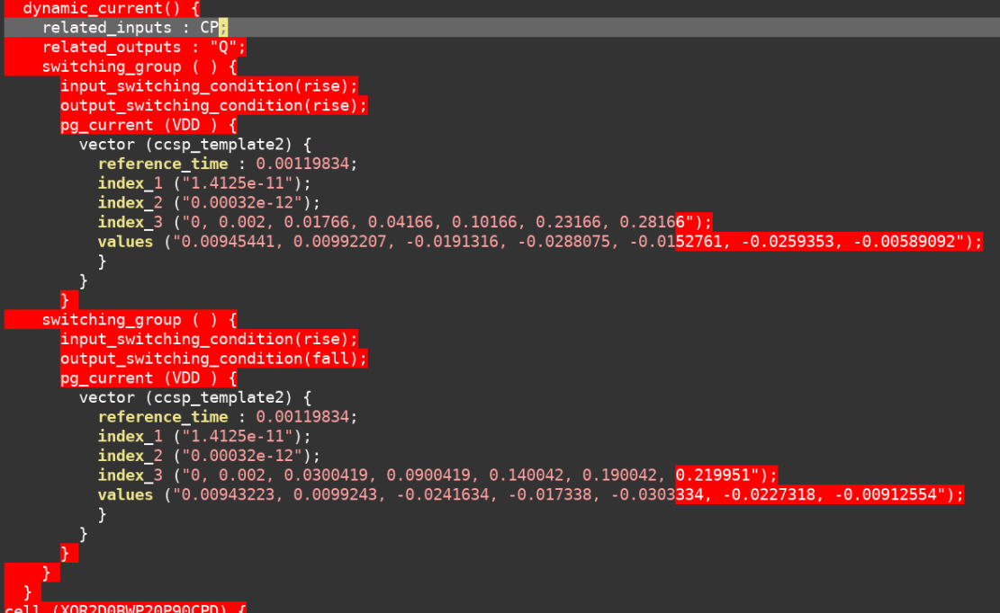 dynamic_current() {
related_inputs : CP;
related_outputs : "Q";
switching_group ( ) {
input_switching_condition(rise);
output_switching_condition(rise);
pg_current (VDD ) {
vector (ccsp_template2) {
reference_time : 0.00119834;
index_1 ("1.4125e-11");
index_2 ("0.00032e-12");
index_3 ("0, 0.002, 0.01766, 0.04166, 0.10166, 0.23166, 0.28166");
values ("0.00945441, 0.00992207, -0.0191316, -0.0288075, -0.0152761, -0.0259353, -0.00589092");
}
}
}
switching_group ( ) {
input_switching_condition(rise);
output_switching_condition(fall);
pg_current (VDD ) {
vector (ccsp_template2) {
reference_time : 0.00119834;
index_1 ("1.4125e-11");
index_2 ("0.00032e-12");
index_3 ("0, 0.002, 0.0300419, 0.0900419, 0.140042, 0.190042, 0.219951");
values ("0.00943223, 0.0099243, -0.0241634, -0.017338, -0.0303334, -0.0227318, -0.00912554");
}
}
}
}
}
cell (XOR2D0BWP20P90CPD) {